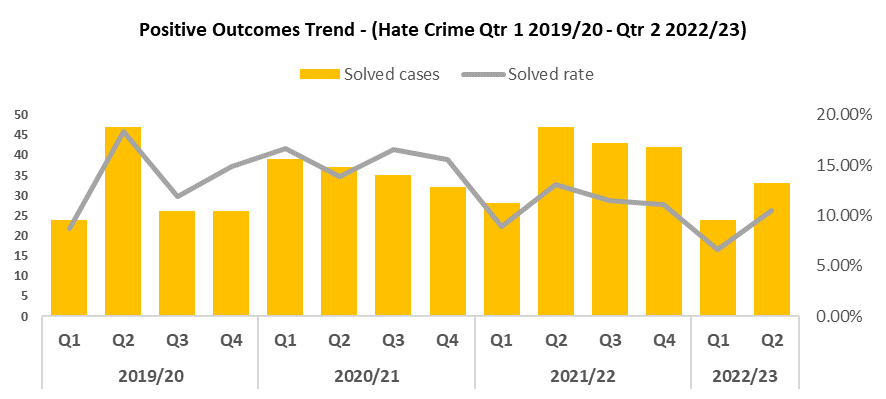 Positive Outcomes Trend - (Hate Crime Qtr 1 2019/20 - Qtr 2 2022/23)
Solved cases Solved rate
50 20.00%
45
40
35 15.00%
30
25 10.00%
20
15
10 5.00%
5
0 0.00%
Q1 Q2 Q3 Q4 Q1 Q2 Q3 Q4 Q1 Q2 Q3 Q4 Q1 Q2
2019/20 2020/21 2021/22 2022/23